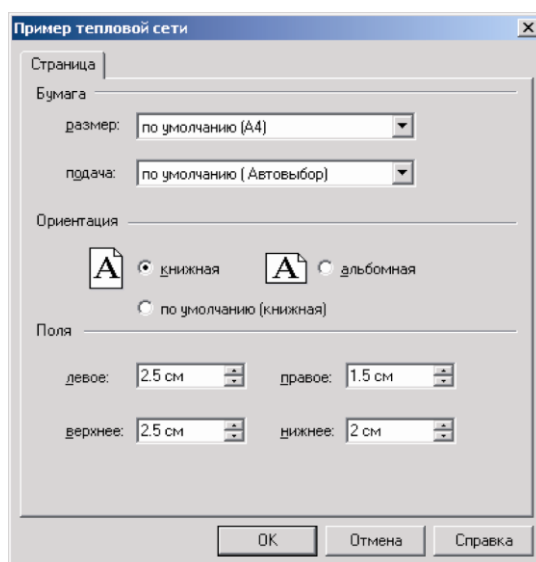 Пример тепловой сети
Страница
Бумага
размер: по умолчанию (А4)
подача: по умолчанию ( Автовыбор)
Ориентация
A книжная A альбомная
по умолчанию (книжная)
Поля
левое: 2.5 см правое: 1.5 см
верхнее: 2.5 см нижнее: 2 см
OK Отмена Справка